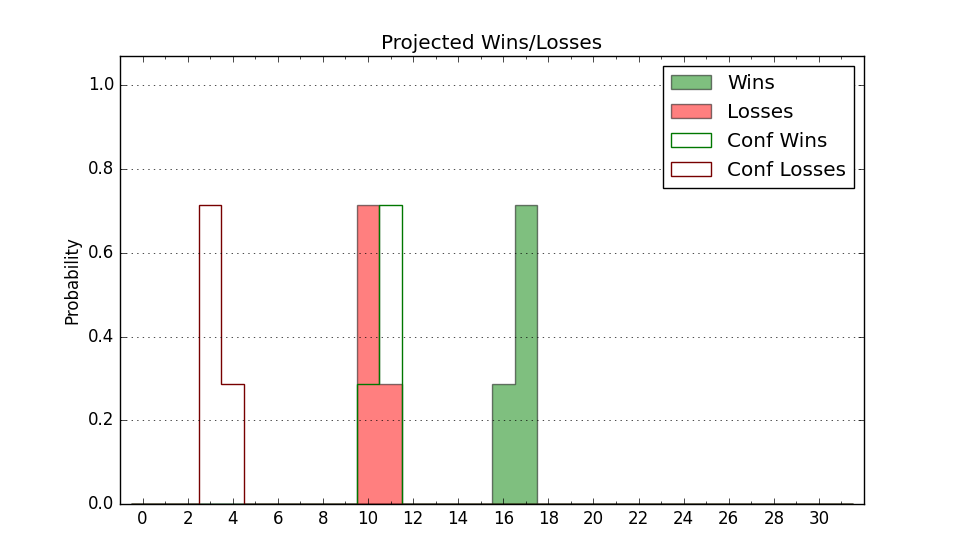 Projected Wins/Losses
Probability
1.0
0.8
0.6
0.4
0.2
0.0
Wins
Losses
Conf Wins
Conf Losses
0 2 4 6 8 10 12 14 16 18 20 22 24 26 28 30